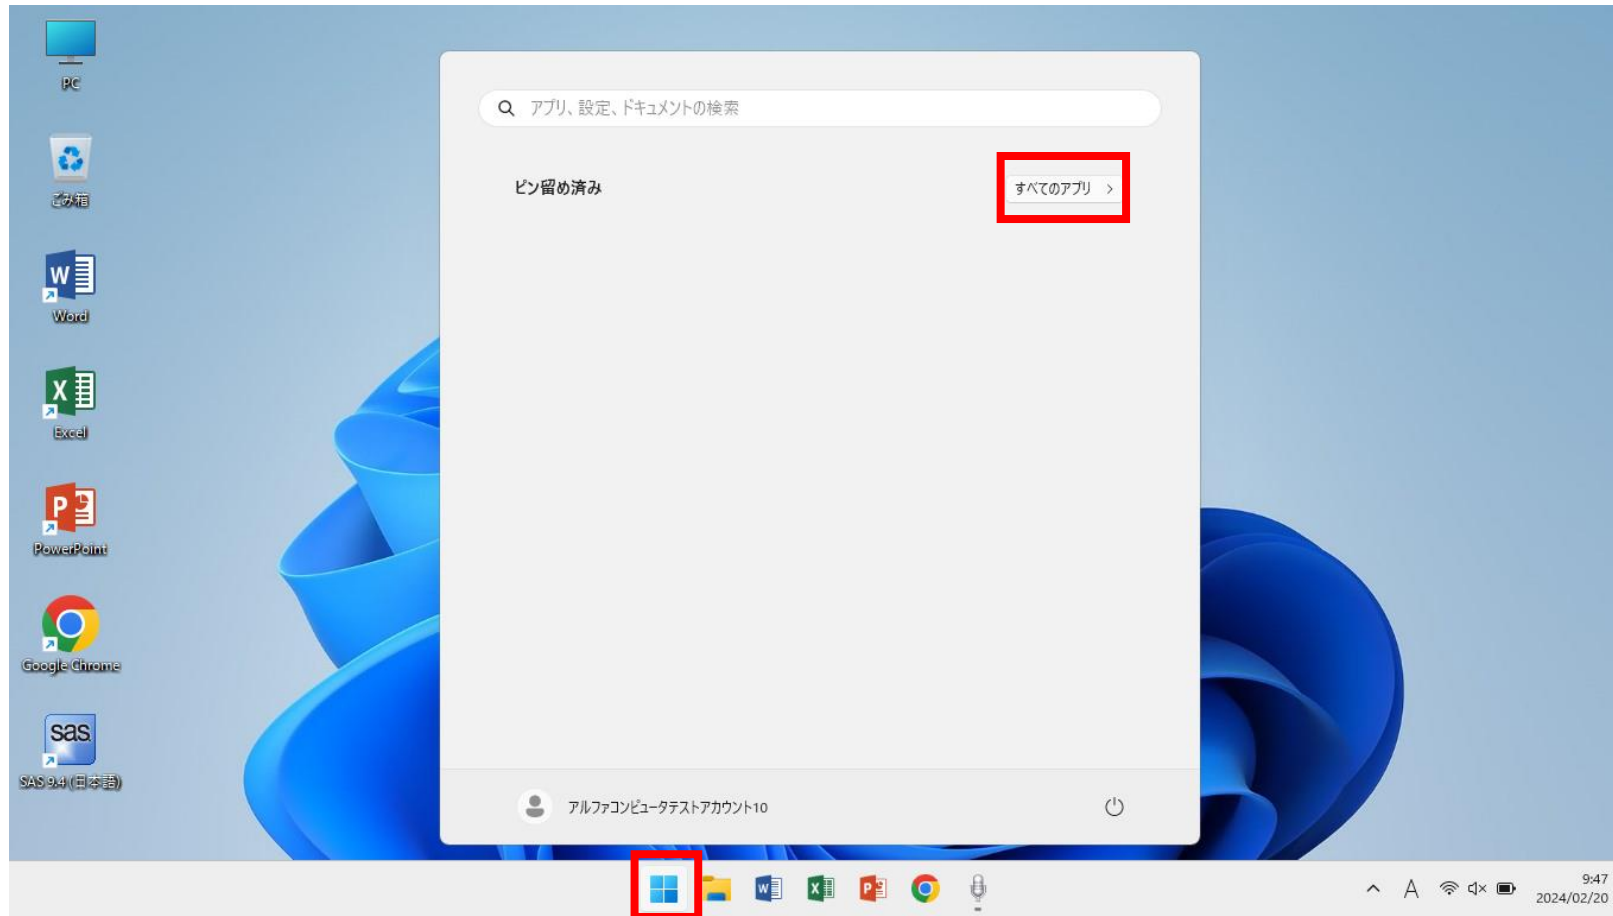 PC
ごみ箱
W
Word
X
Excel
P
PowerPoint
Google Chrome
sas
SAS 9.4 (日本語)
アプリ、設定、ドキュメントの検索
ピン留め済み
すべてのアプリ >
アルファコンピュータテストアカウント10
W
X
P
A
9:47
2024/02/20